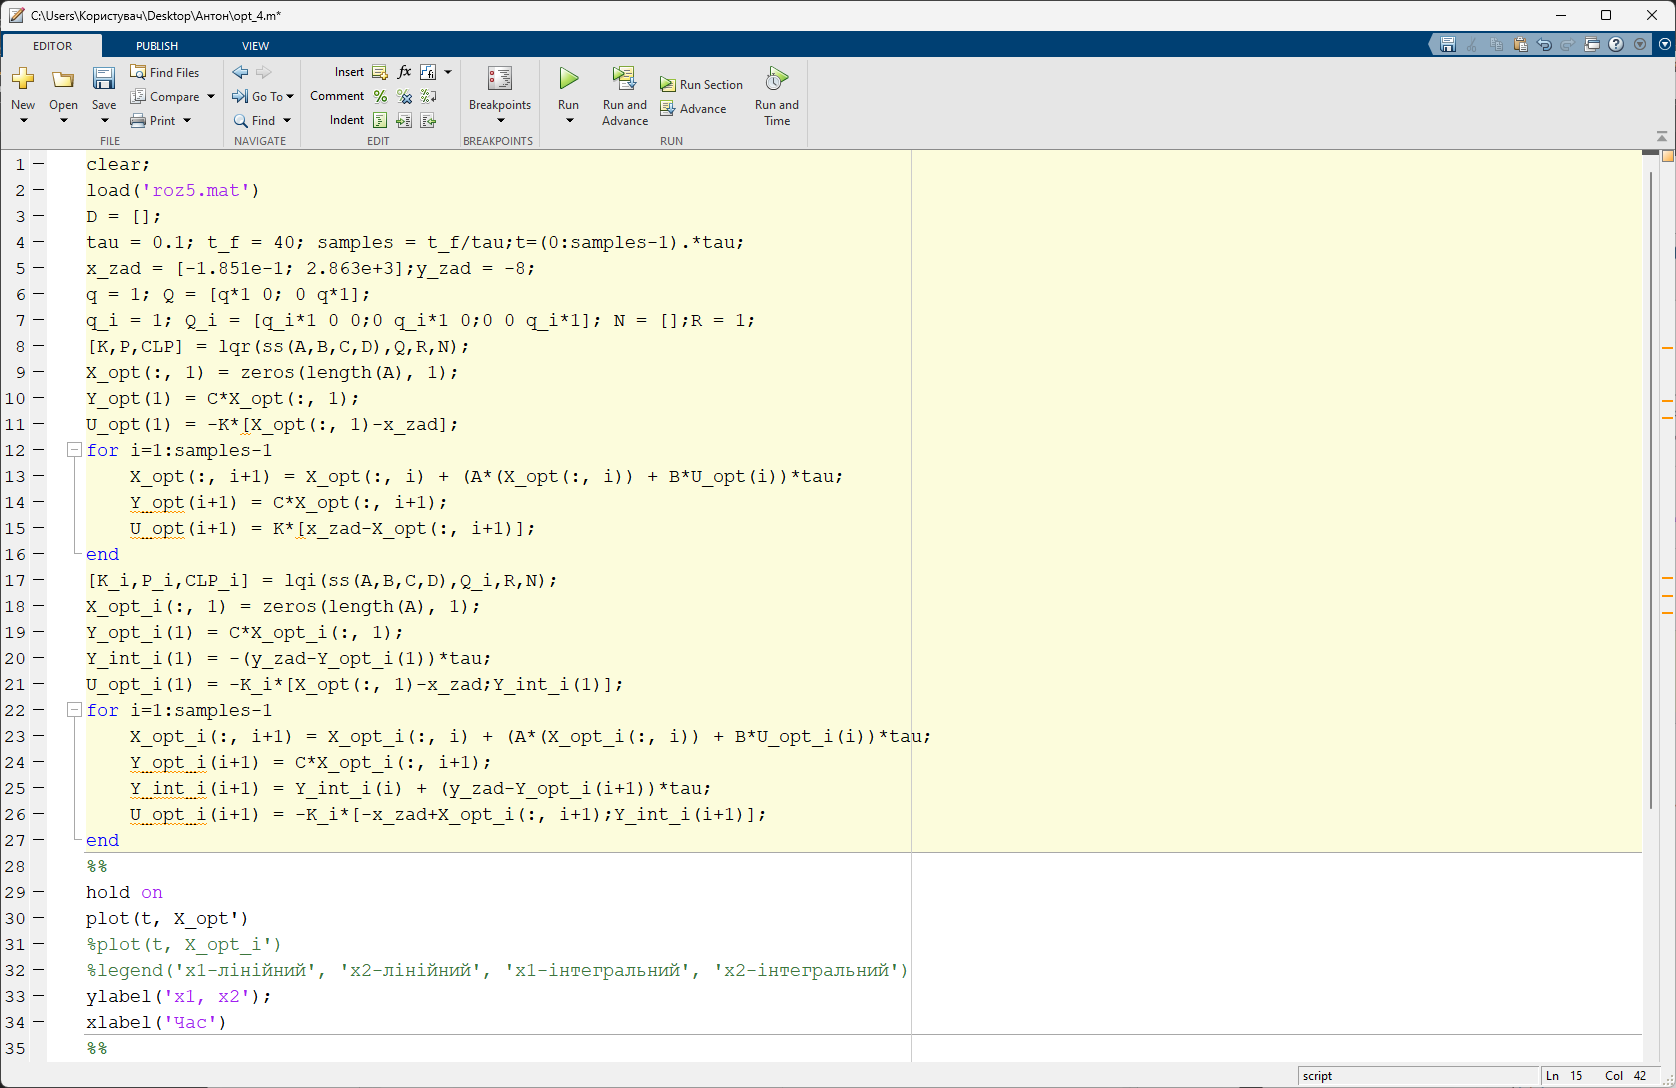 C:\Users\Користувач\Desktop\Антон\opt_4.m*
EDITOR PUBLISH VIEW
New Open Save Find Files Compare Print FILE
Go To Find NAVIGATE
Insert fx Comment Indent EDIT
Breakpoints BREAKPOINTS
Run Run and Advance Run Section Advance Run and Time RUN
1 clear;
2 load('roz5.mat')
3 D = [];
4 tau = 0.1; t_f = 40; samples = t_f/tau;t=(0:samples-1).*tau;
5 x_zad = [-1.851e-1; 2.863e+3];y_zad = -8;
6 q = 1; Q = [q*1 0; 0 q*1];
7 q_i = 1; Q_i = [q_i*1 0 0;0 q_i*1 0;0 0 q_i*1]; N = [];R = 1;
8 [K,P,CLP] = lqr(ss(A,B,C,D),Q,R,N);
9 X_opt(:, 1) = zeros(length(A), 1);
10 Y_opt(1) = C*X_opt(:, 1);
11 U_opt(1) = -K*[X_opt(:, 1)-x_zad];
12 for i=1:samples-1
13 X_opt(:, i+1) = X_opt(:, i) + (A*(X_opt(:, i)) + B*U_opt(i))*tau;
14 Y_opt(i+1) = C*X_opt(:, i+1);
15 U_opt(i+1) = K*[x_zad-X_opt(:, i+1)];
16 end
17 [K_i,P_i,CLP_i] = lqi(ss(A,B,C,D),Q_i,R,N);
18 X_opt_i(:, 1) = zeros(length(A), 1);
19 Y_opt_i(1) = C*X_opt_i(:, 1);
20 Y_int_i(1) = -(y_zad-Y_opt_i(1))*tau;
21 U_opt_i(1) = -K_i*[X_opt(:, 1)-x_zad;Y_int_i(1)];
22 for i=1:samples-1
23 X_opt_i(:, i+1) = X_opt_i(:, i) + (A*(X_opt_i(:, i)) + B*U_opt_i(i))*tau;
24 Y_opt_i(i+1) = C*X_opt_i(:, i+1);
25 Y_int_i(i+1) = Y_int_i(i) + (y_zad-Y_opt_i(i+1))*tau;
26 U_opt_i(i+1) = -K_i*[-x_zad+X_opt_i(:, i+1);Y_int_i(i+1)];
27 end
28 %%
29 hold on
30 plot(t, X_opt')
31 %plot(t, X_opt_i')
32 %legend('x1-лінійний', 'x2-лінійний', 'x1-інтегральний', 'x2-інтегральний')
33 ylabel('x1, x2');
34 xlabel('Час')
35 %%
script Ln 15 Col 42